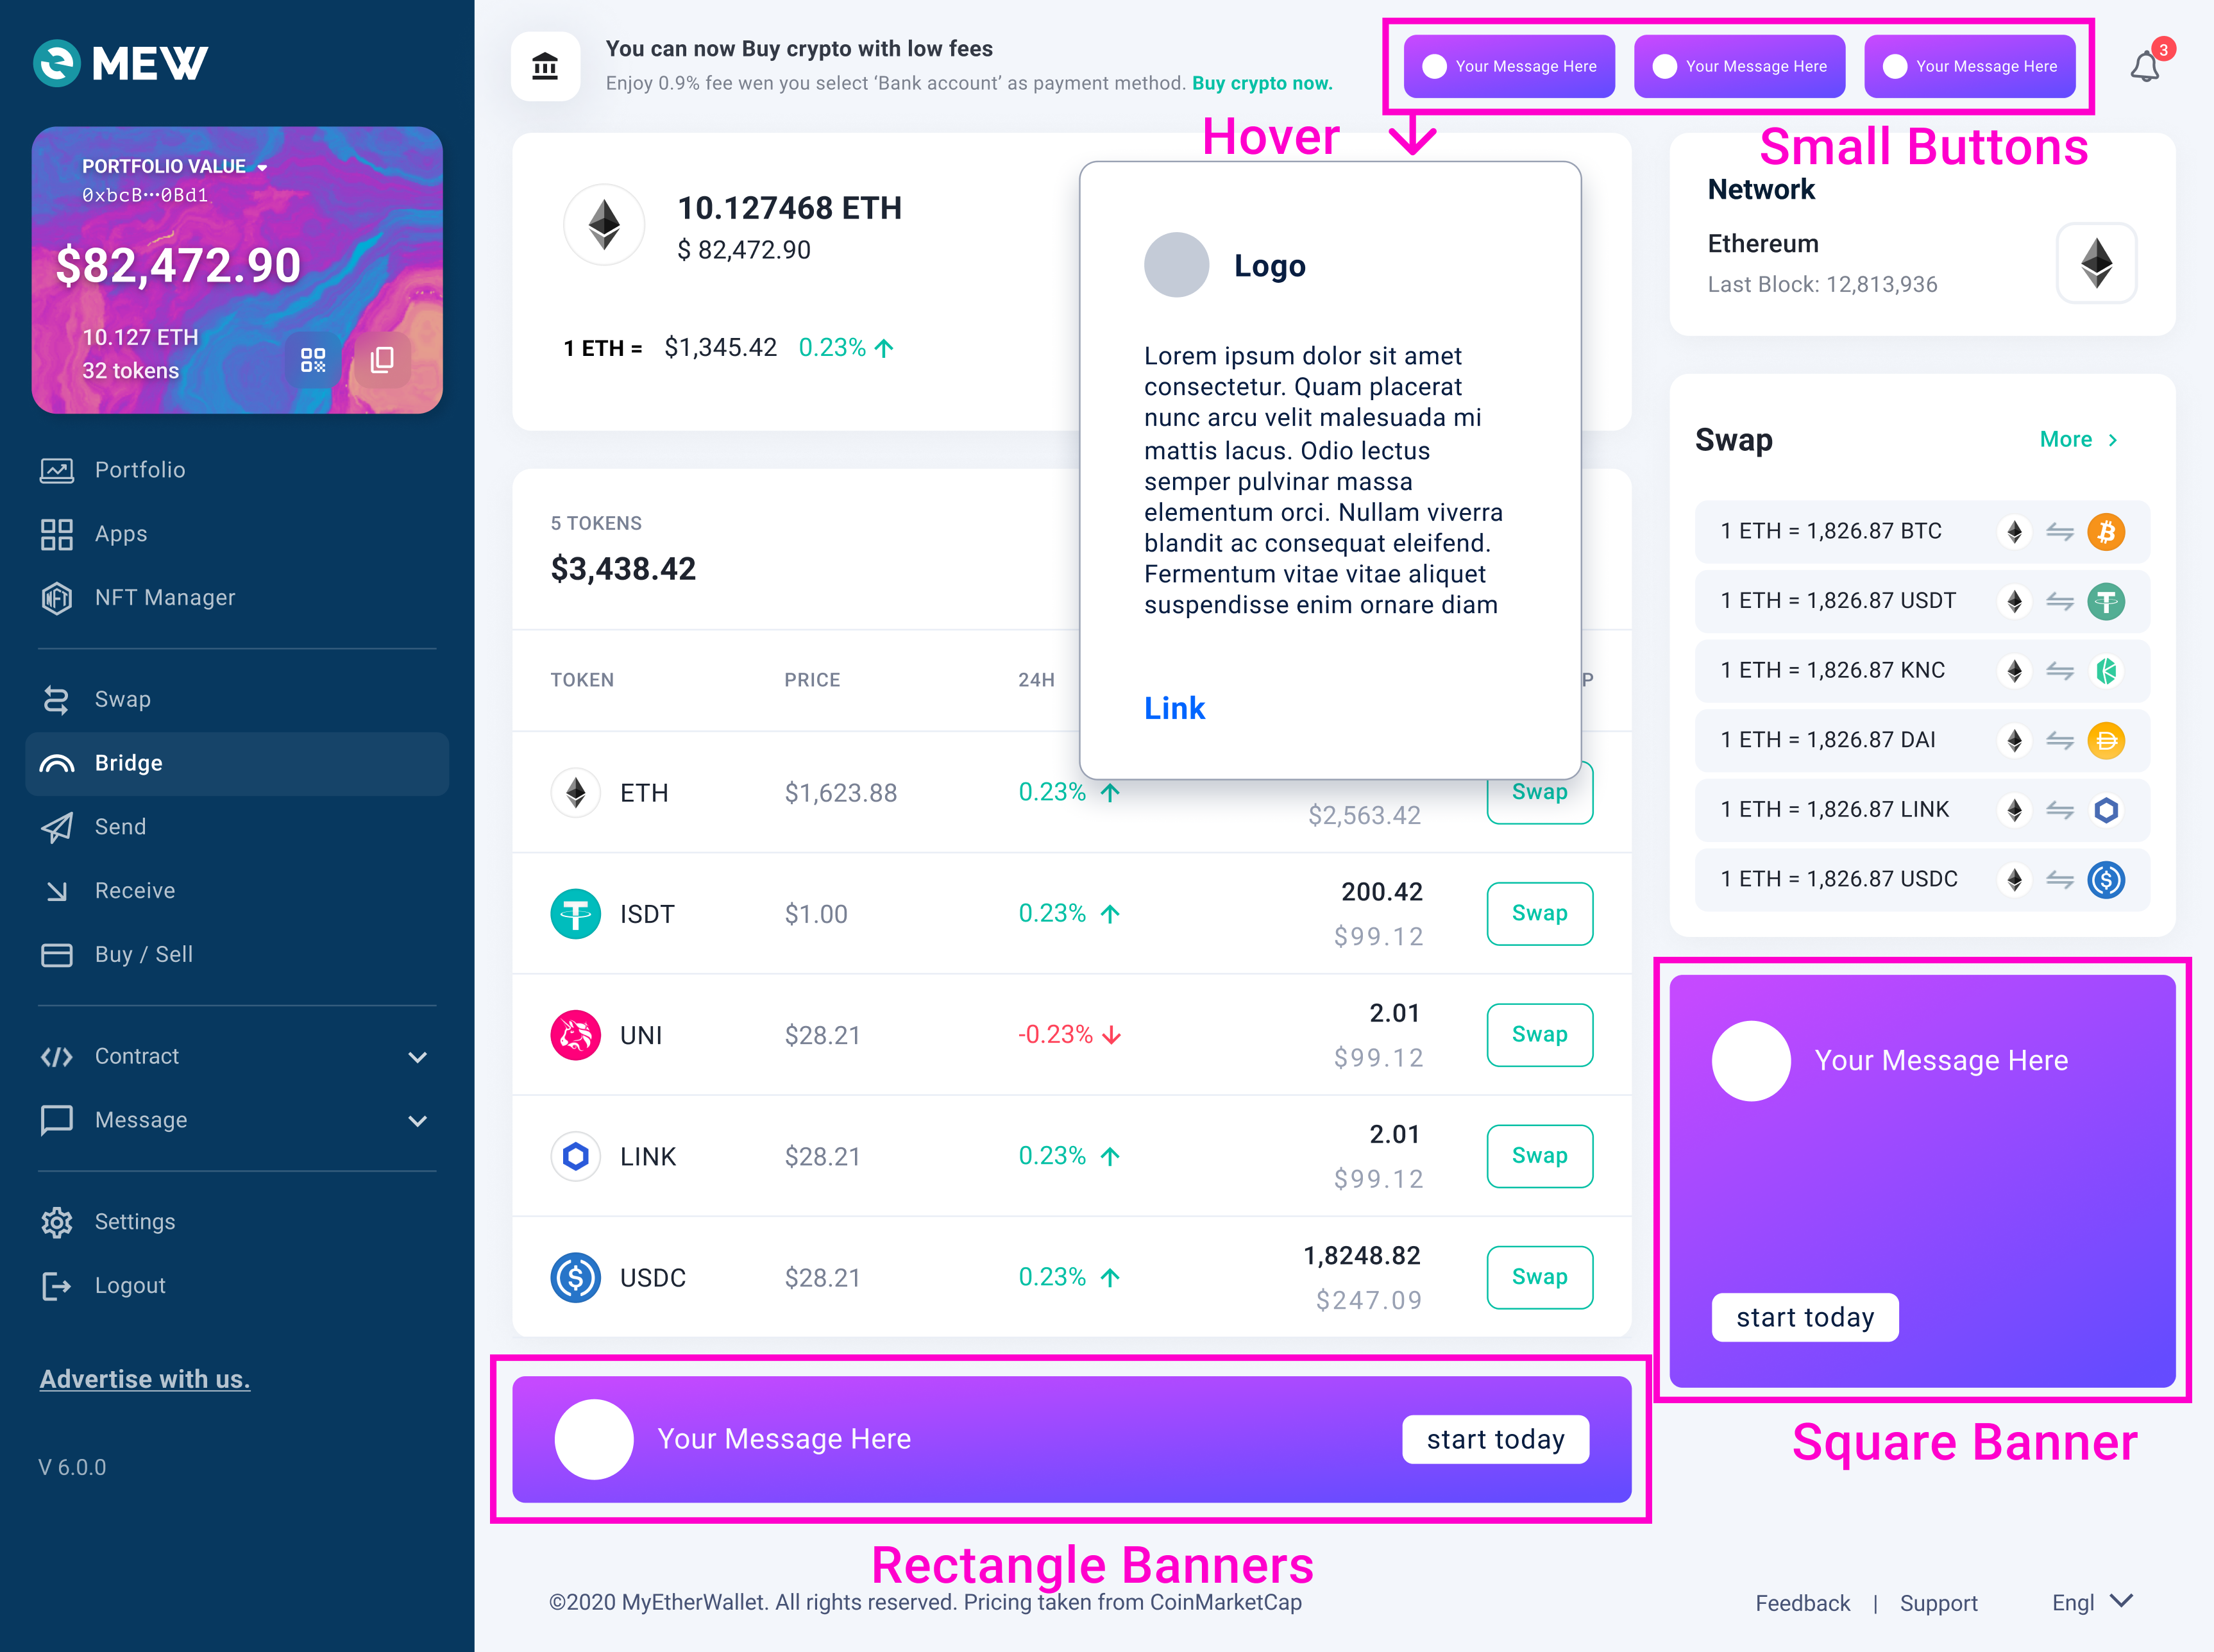 MEW
PORTFOLIO VALUE
0xbcB···0Bd1
$82,472.90
10.127 ETH
32 tokens
Portfolio
Apps
NFT Manager
Swap
Bridge
Send
Receive
Buy / Sell
Contract
Message
Settings
Logout
Advertise with us.
V 6.0.0
You can now Buy crypto with low fees
Enjoy 0.9% fee wen you select ‘Bank account’ as payment method. Buy crypto now.
Your Message Here
Your Message Here
Your Message Here
3
Hover
Small Buttons
10.127468 ETH
$ 82,472.90
1 ETH = $1,345.42 0.23%
Logo
Lorem ipsum dolor sit amet
consectetur. Quam placerat
nunc arcu velit malesuada mi
mattis lacus. Odio lectus
semper pulvinar massa
elementum orci. Nullam viverra
blandit ac consequat eleifend.
Fermentum vitae vitae aliquet
suspendisse enim ornare diam
Link
5 TOKENS
$3,438.42
TOKEN PRICE 24H P
ETH $1,623.88 0.23% $2,563.42 Swap
ISDT $1.00 0.23% 200.42 Swap
$99.12
UNI $28.21 -0.23% 2.01 Swap
$99.12
LINK $28.21 0.23% 2.01 Swap
$99.12
USDC $28.21 0.23% 1,8248.82 Swap
$247.09
Network
Ethereum
Last Block: 12,813,936
Swap More
1 ETH = 1,826.87 BTC
1 ETH = 1,826.87 USDT
1 ETH = 1,826.87 KNC
1 ETH = 1,826.87 DAI
1 ETH = 1,826.87 LINK
1 ETH = 1,826.87 USDC
Your Message Here
start today
Square Banner
Your Message Here start today
Rectangle Banners
©2020 MyEtherWallet. All rights reserved. Pricing taken from CoinMarketCap
Feedback | Support Engl